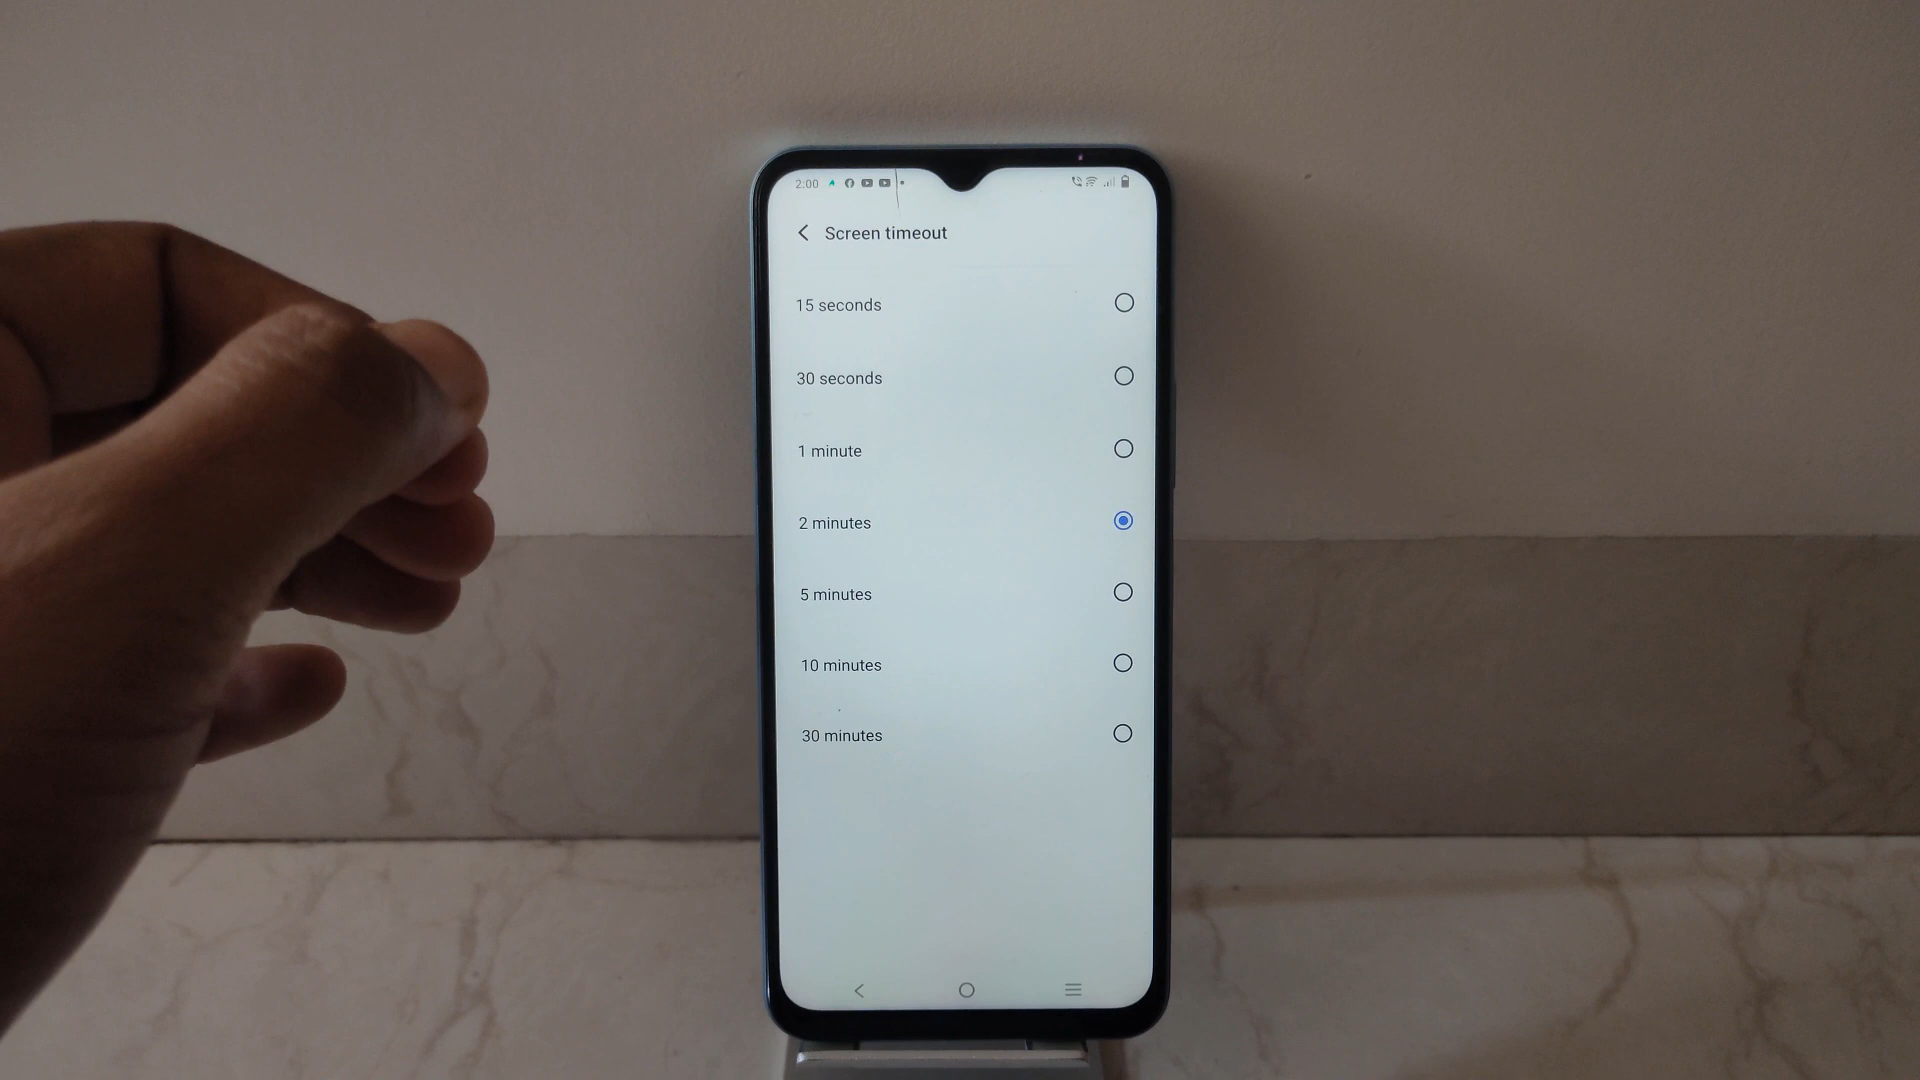 2:00
Screen timeout
15 seconds
30 seconds
1 minute
2 minutes
5 minutes
10 minutes
30 minutes